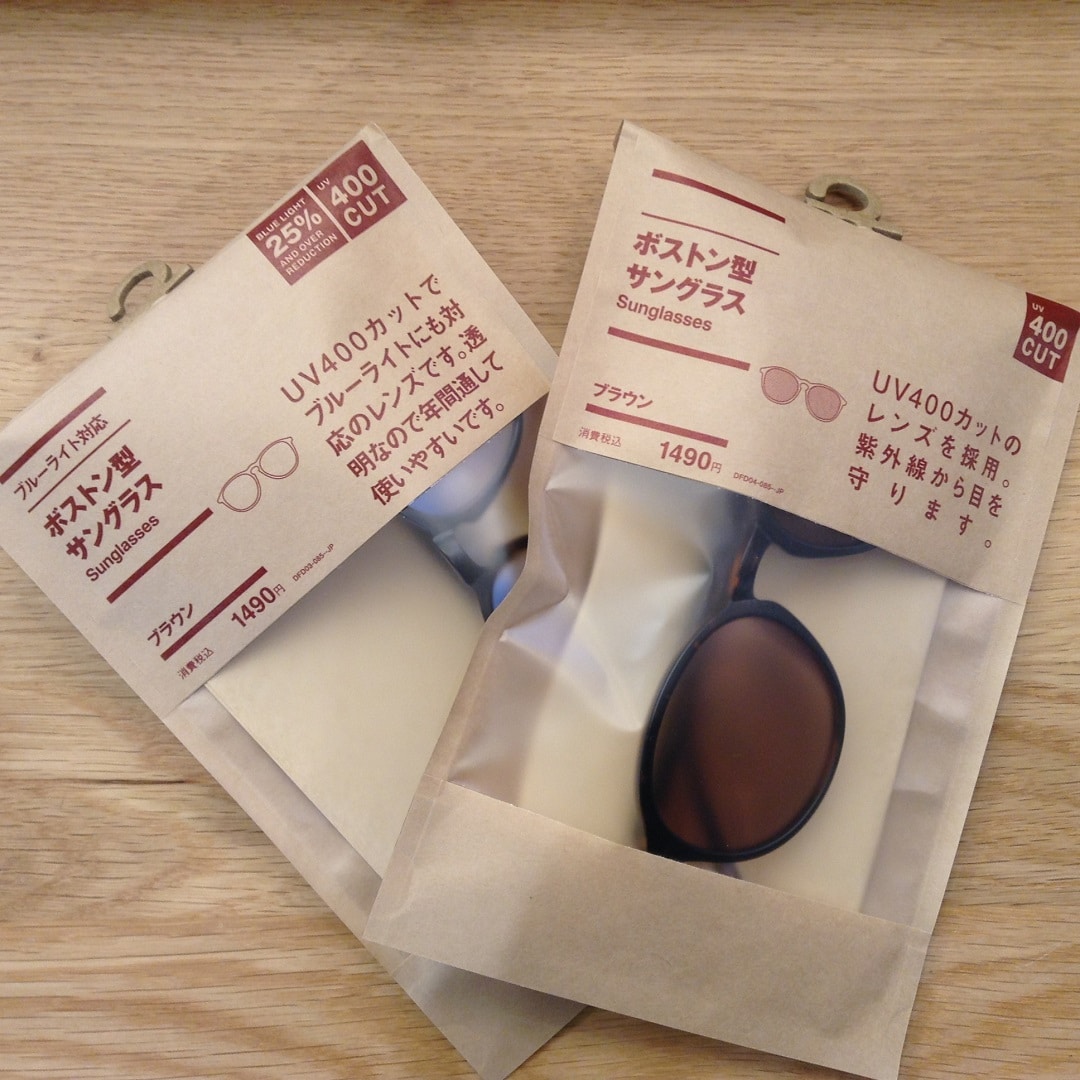 BLUE LIGHT
25%
AND OVER
REDUCTION
UV
400
CUT
UV400カットで
ブルーライトにも対
応のレンズです。透
明なので年間通して
使いやすいです。
ブルーライト対応
ボストン型
サングラス
Sunglasses
ブラウン
消費税込
1490円
DFD03-085-JP
ボストン型
サングラス
Sunglasses
ブラウン
消費税込
1490円
DFD04-085-JP
UV
400
CUT
UV400カットの
レンズを採用。
紫外線から目を
守ります。